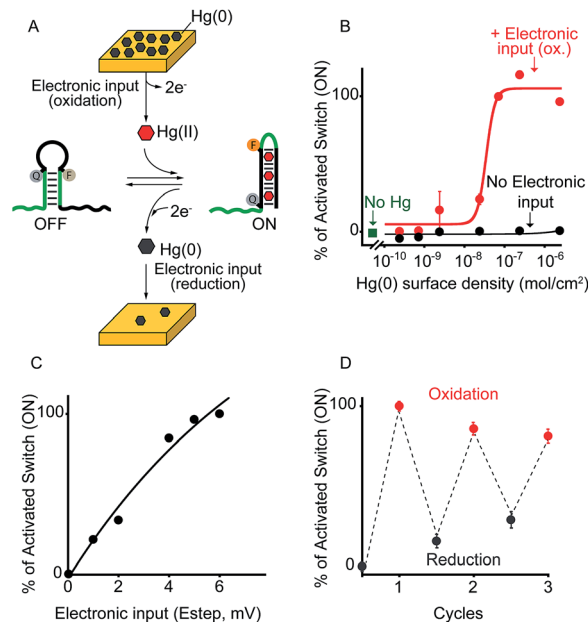 A
Hg(0)
Electronic input
(oxidation)
2e-
Hg(II)
Q
F
OFF
F
Q
ON
2e-
Hg(0)
Electronic input
(reduction)
B
% of Activated Switch (ON)
100
0
+ Electronic
input (ox.)
No Hg
No Electronic
input
10-10
10-9
10-8
10-7
10-6
Hg(0) surface density (mol/cm2)
C
% of Activated Switch (ON)
100
0
0
2
4
6
Electronic input (Estep, mV)
D
% of Activated Switch (ON)
100
0
Oxidation
Reduction
1
2
3
Cycles